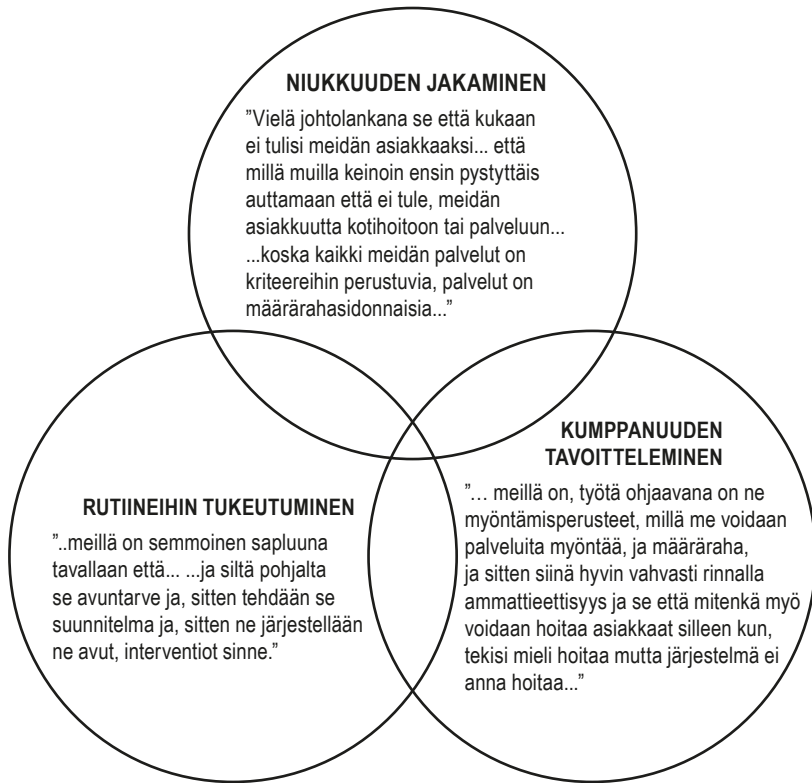 NIUKKUUDEN JAKAMINEN
”Vielä johtolankana se että kukaan
ei tulisi meidän asiakkaaksi... että
millä muilla keinoin ensin pystyttäis
auttamaan että ei tule, meidän
asiakkuutta kotihoitoon tai palveluun...
...koska kaikki meidän palvelut on
kriteereihin perustuvia, palvelut on
määrärahasidonnaisia...”
RUTIINEIHIN TUKEUTUMINEN
”..meillä on semmoinen sapluuna
tavallaan että... ...ja siltä pohjalta
se avuntarve ja, sitten tehdään se
suunnitelma ja, sitten ne järjestellään
ne avut, interventiot sinne.”
KUMPPANUUDEN
TAVOITTELEMINEN
”… meillä on, työtä ohjaavana on ne
myöntämisperusteet, millä me voidaan
palveluita myöntää, ja määräraha,
ja sitten siinä hyvin vahvasti rinnalla
ammattieettisyys ja se että mitenkä myö
voidaan hoitaa asiakkaat silleen kun,
tekisi mieli hoitaa mutta järjestelmä ei
anna hoitaa...”